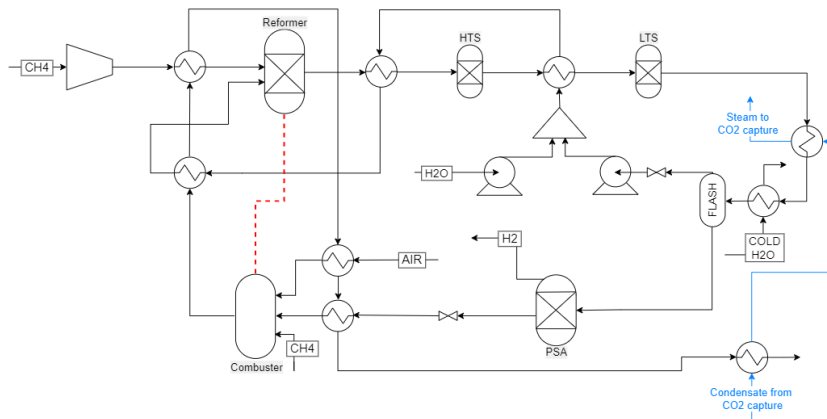 Reformer
HTS
LTS
CH4
Steam to
CO2 capture
H2O
FLASH
COLD
H2O
H2
AIR
PSA
CH4
Combuster
Condensate from
CO2 capture